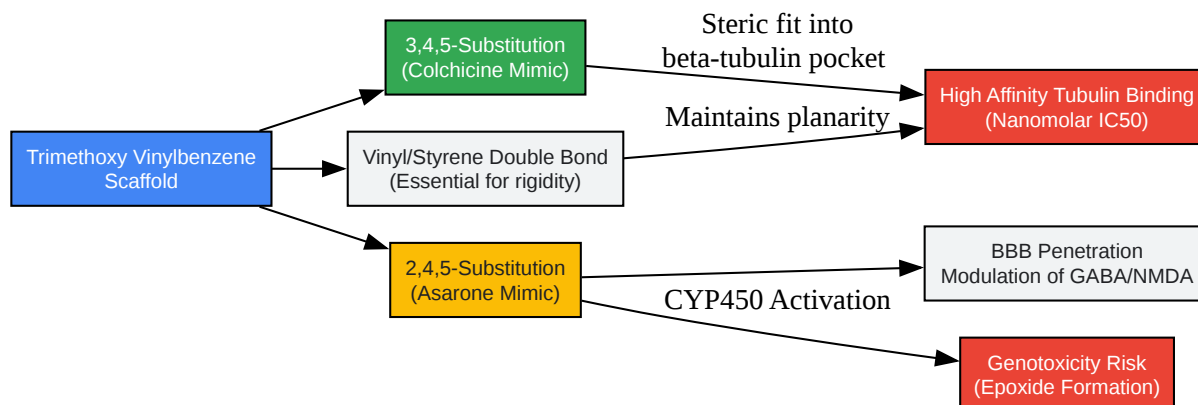 3,4,5-Substitution
(Colchicine Mimic)
Steric fit into
beta-tubulin pocket
High Affinity Tubulin Binding
(Nanomolar IC50)
Maintains planarity
Trimethoxy Vinylbenzene
Scaffold
Vinyl/Styrene Double Bond
(Essential for rigidity)
2,4,5-Substitution
(Asarone Mimic)
BBB Penetration
Modulation of GABA/NMDA
CYP450 Activation
Genotoxicity Risk
(Epoxide Formation)